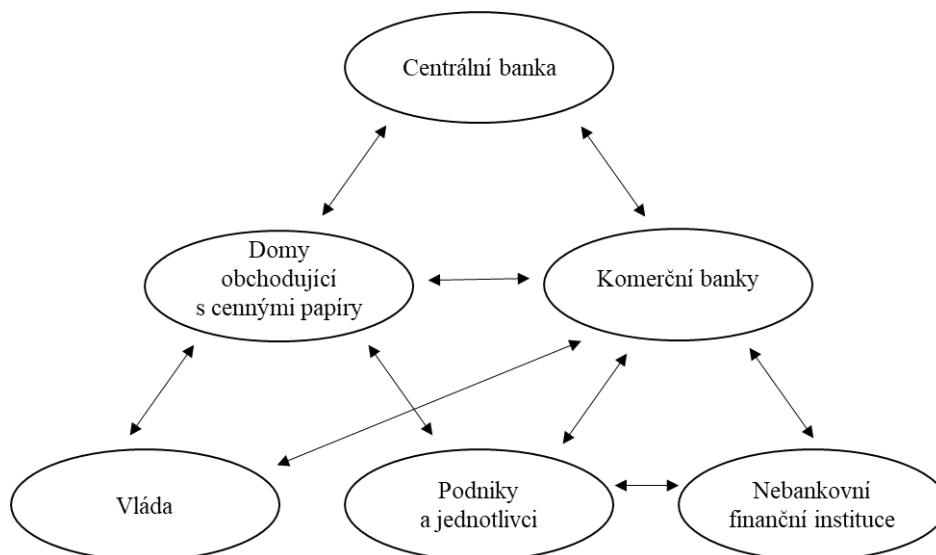 Centrální banka
Domy
obchodující
s cennými papíry
Komerční banky
Vláda
Podniky
a jednotlivci
Nebankovní
finanční instituce